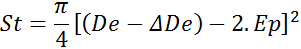 St = π/4 [(De − ΔDe) − 2.Ep]²